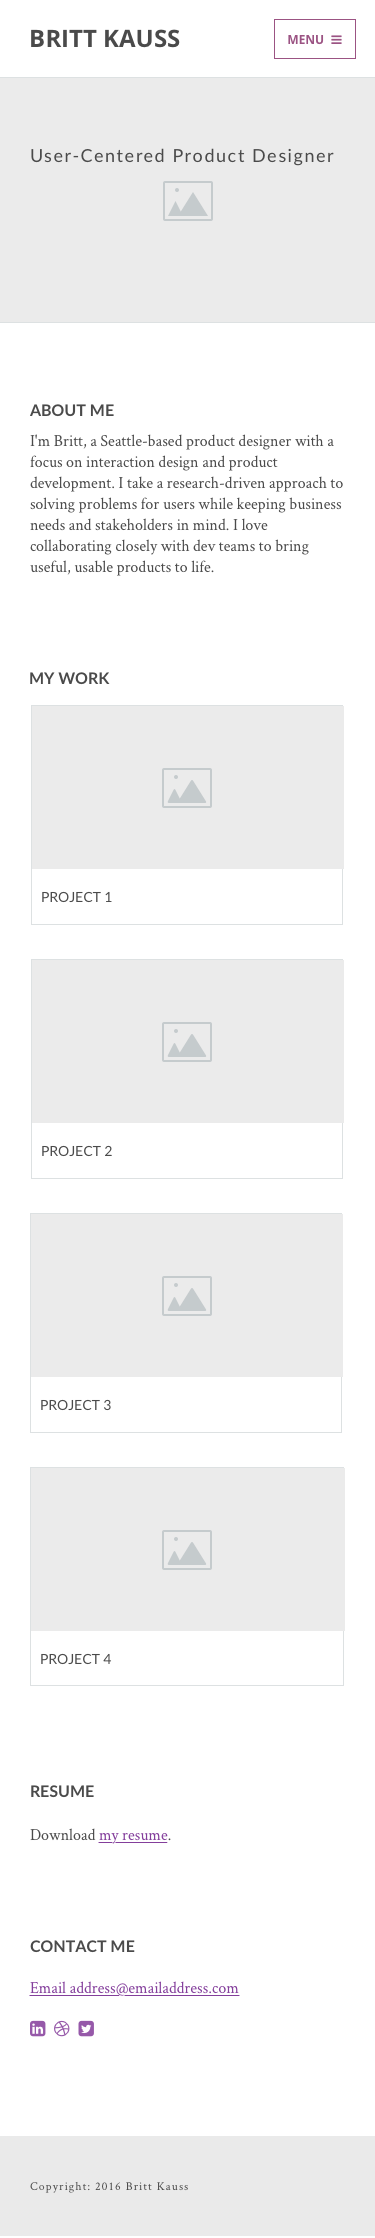 BRITT KAUSS
MENU
User-Centered Product Designer
ABOUT ME
I'm Britt, a Seattle-based product designer with a
focus on interaction design and product
development. I take a research-driven approach to
solving problems for users while keeping business
needs and stakeholders in mind. I love
collaborating closely with dev teams to bring
useful, usable products to life.
MY WORK
PROJECT 1
PROJECT 2
PROJECT 3
PROJECT 4
RESUME
Download my resume.
CONTACT ME
Email address@emailaddress.com
Copyright: 2016 Britt Kauss